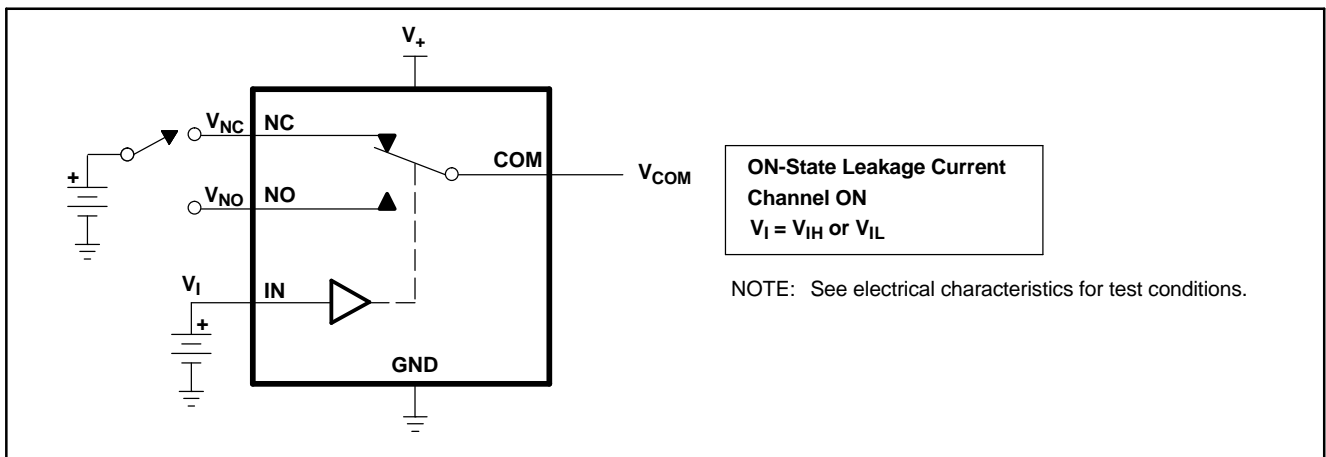 V+
VNC NC
+
COM
VCOM
VNO NO
VI IN
+
GND
ON-State Leakage Current
Channel ON
VI = VIH or VIL
NOTE: See electrical characteristics for test conditions.